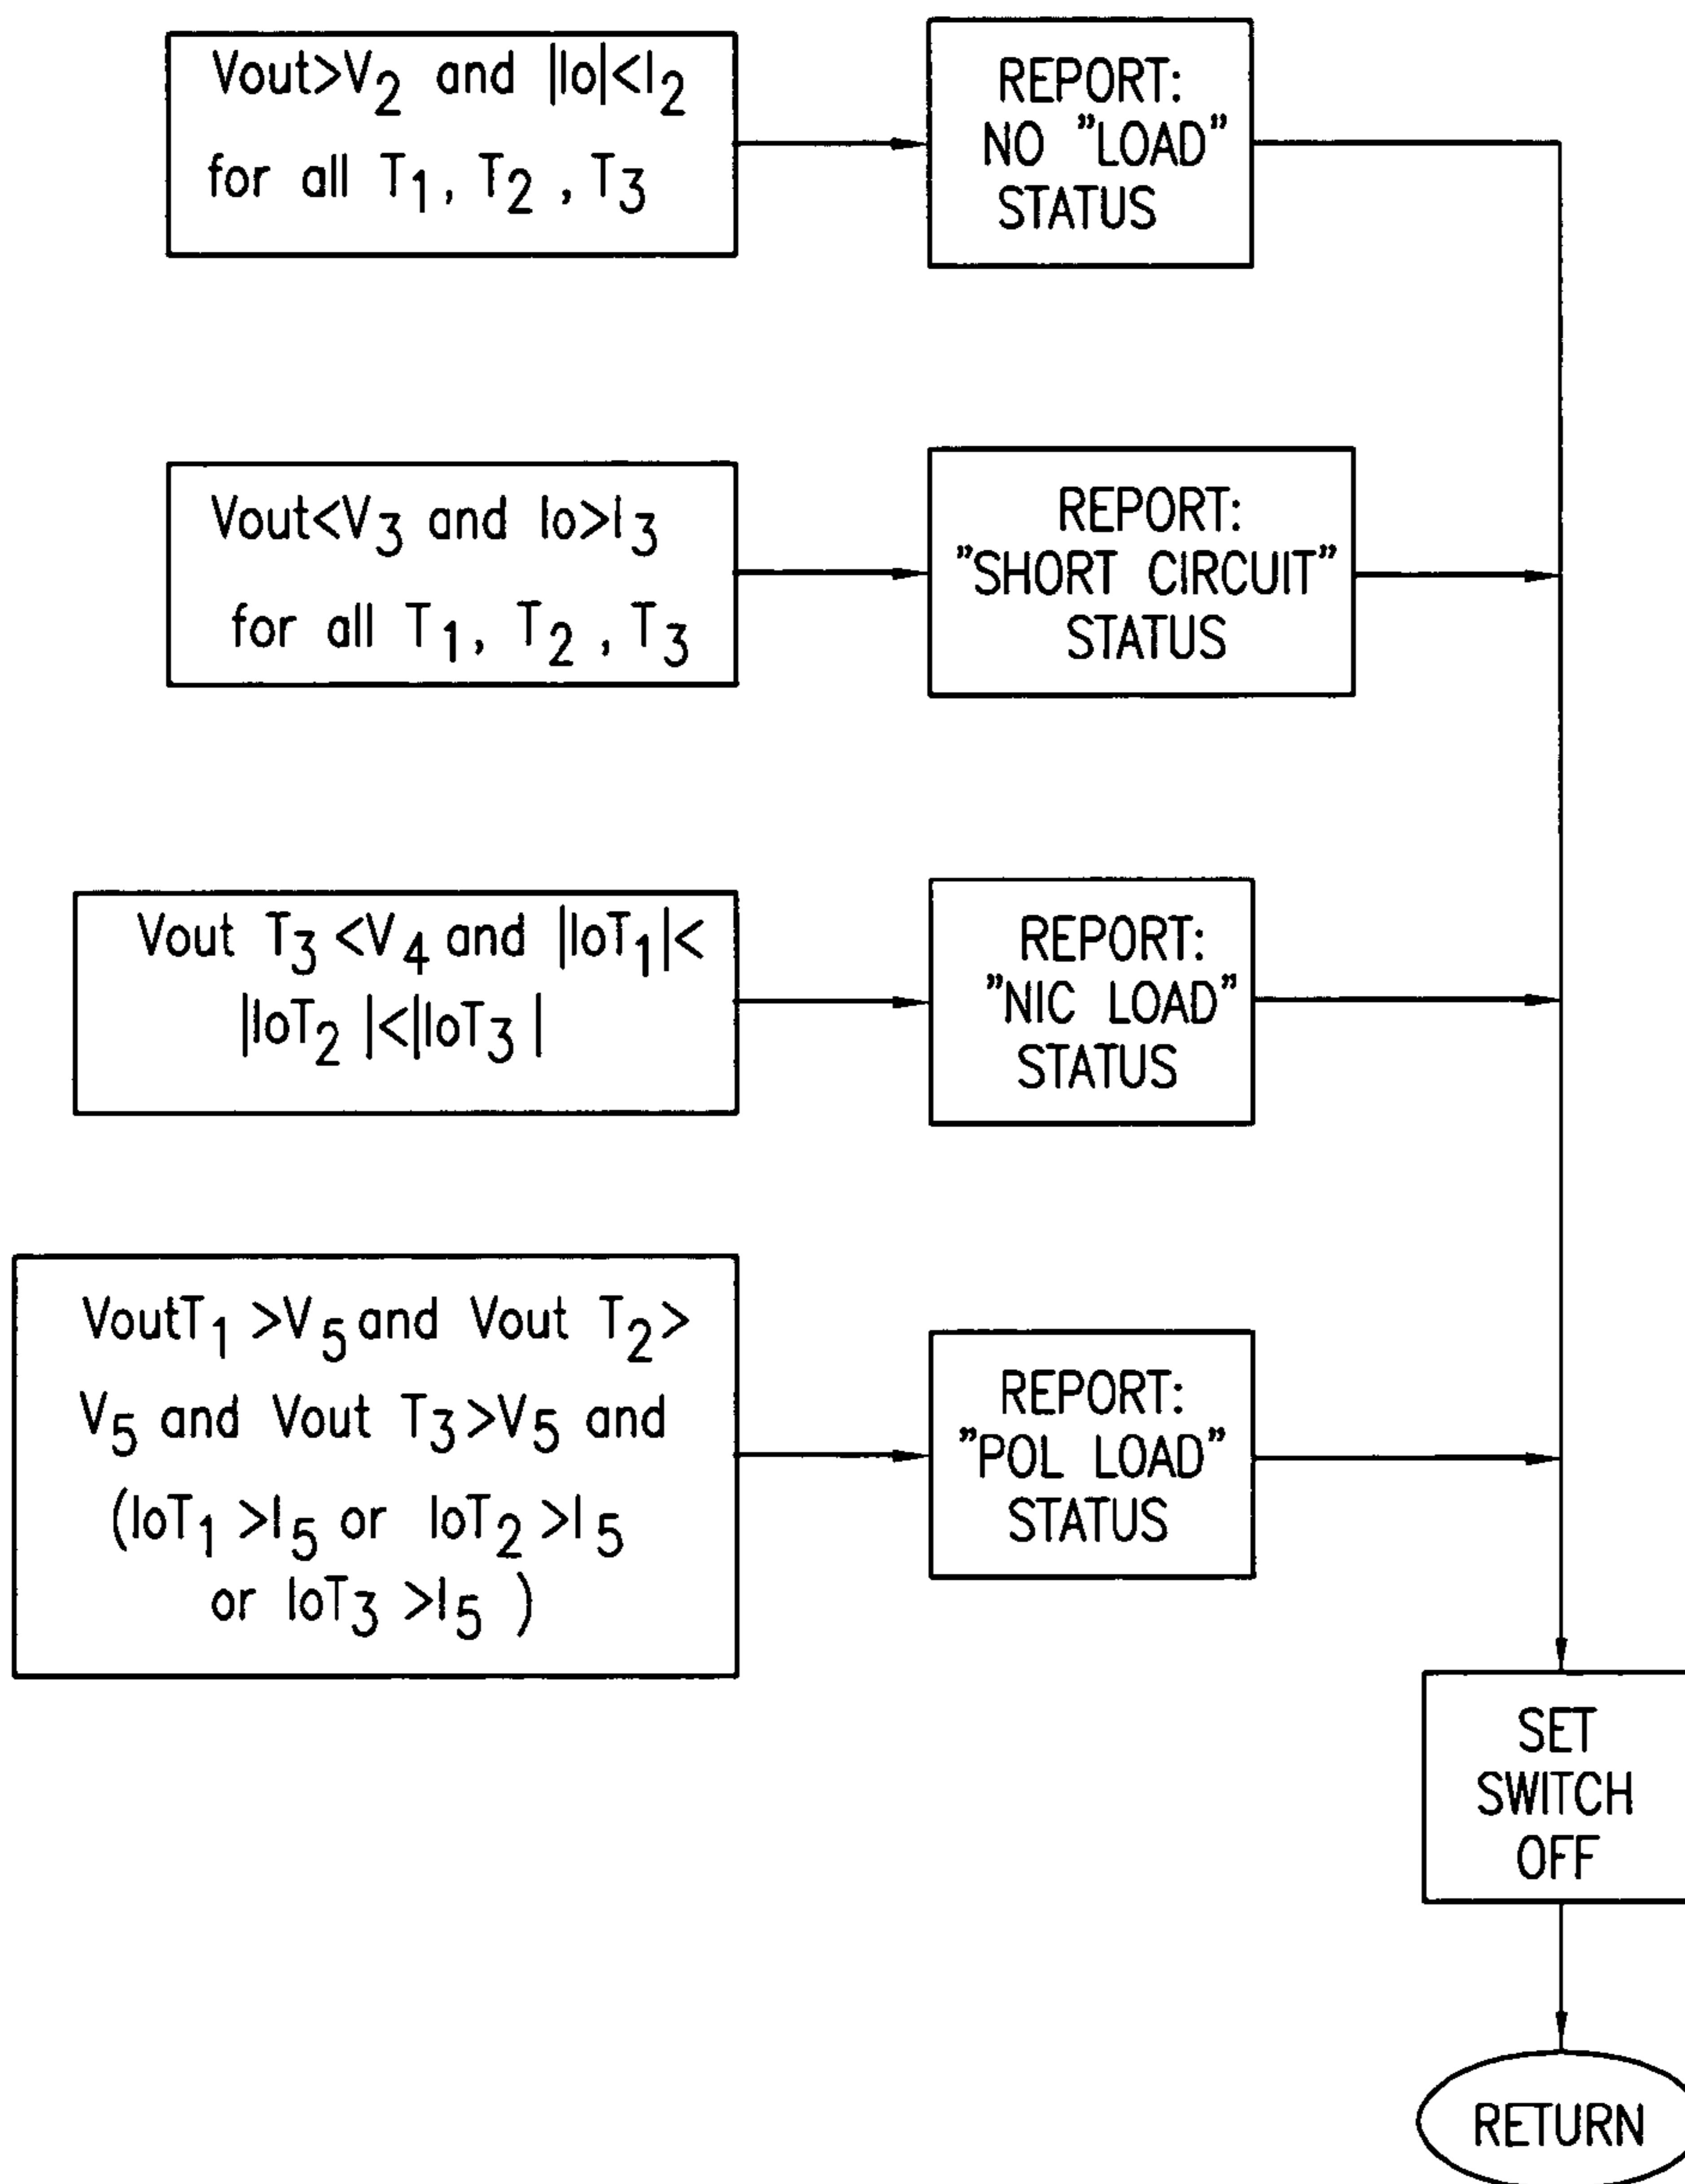 Vout>V2 and |Io|<I2
for all T1, T2 , T3
REPORT:
NO "LOAD"
STATUS
Vout<V3 and Io>I3
for all T1, T2 , T3
REPORT:
"SHORT CIRCUIT"
STATUS
Vout T3 <V4 and |IoT1|<
|IoT2 |<|IoT3 |
REPORT:
"NIC LOAD"
STATUS
VoutT1 >V5 and Vout T2>
V5 and Vout T3>V5 and
(IoT1 >I5 or IoT2 >I5
or IoT3 >I5 )
REPORT:
"POL LOAD"
STATUS
SET
SWITCH
OFF
RETURN